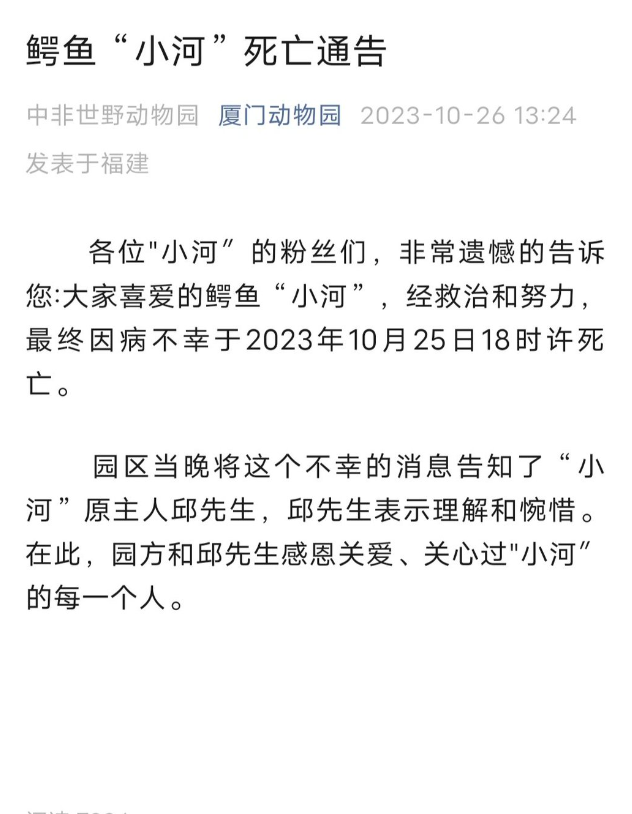 鳄鱼“小河”死亡通告
中非世野动物园 厦门动物园 2023-10-26 13:24
发表于福建
各位"小河″的粉丝们，非常遗憾的告诉
您:大家喜爱的鳄鱼“小河”，经救治和努力，
最终因病不幸于2023年10月25日18时许死
亡。
园区当晚将这个不幸的消息告知了“小
河”原主人邱先生，邱先生表示理解和惋惜。
在此，园方和邱先生感恩关爱、关心过"小河″
的每一个人。